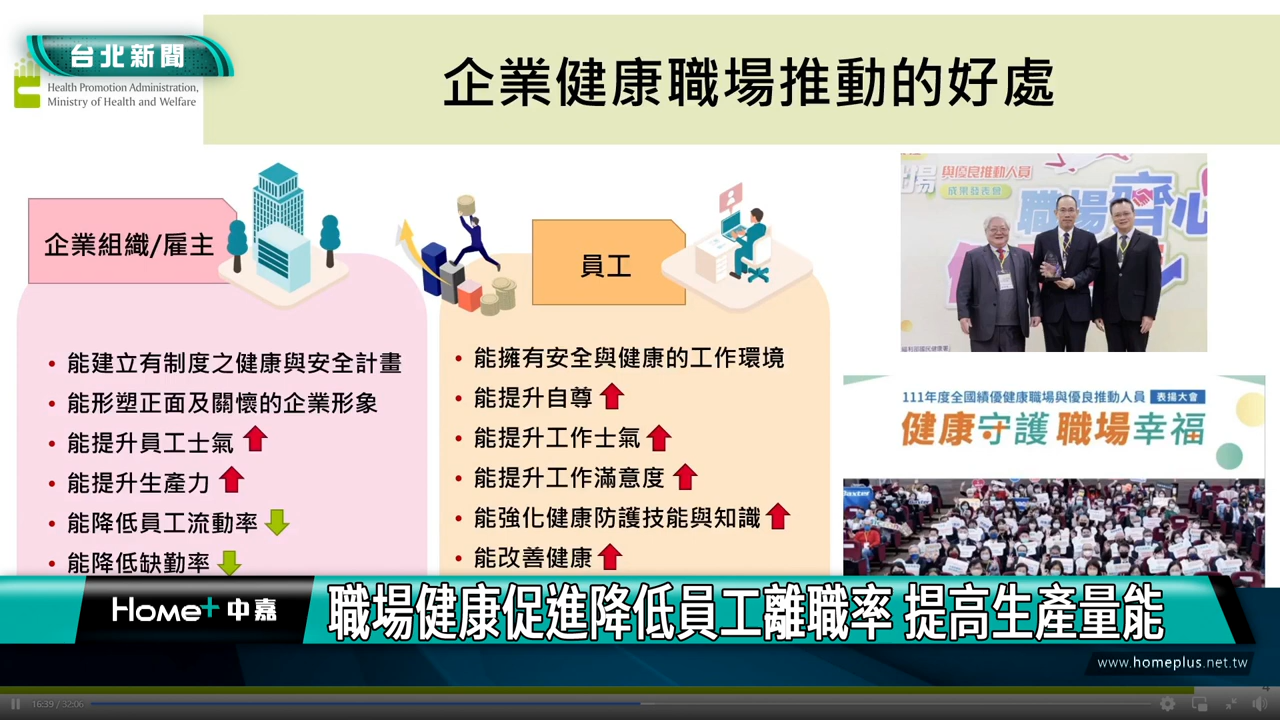 台北新聞
Health Promotion Administration,
Ministry of Health and Welfare
企業健康職場推動的好處
企業組織/雇主
• 能建立有制度之健康與安全計畫
• 能形塑正面及關懷的企業形象
• 能提升員工士氣
• 能提升生產力
• 能降低員工流動率
• 能降低缺勤率
員工
• 能擁有安全與健康的工作環境
• 能提升自尊
• 能提升工作士氣
• 能提升工作滿意度
• 能強化健康防護技能與知識
• 能改善健康
與優良推動人員
成果發表會
職場齊心
111年度全國績優健康職場與優良推動人員 表揚大會
健康守護 職場幸福
Home+ 中嘉
職場健康促進降低員工離職率 提高生產量能
www.homeplus.net.tw
4
16:39 / 32:06